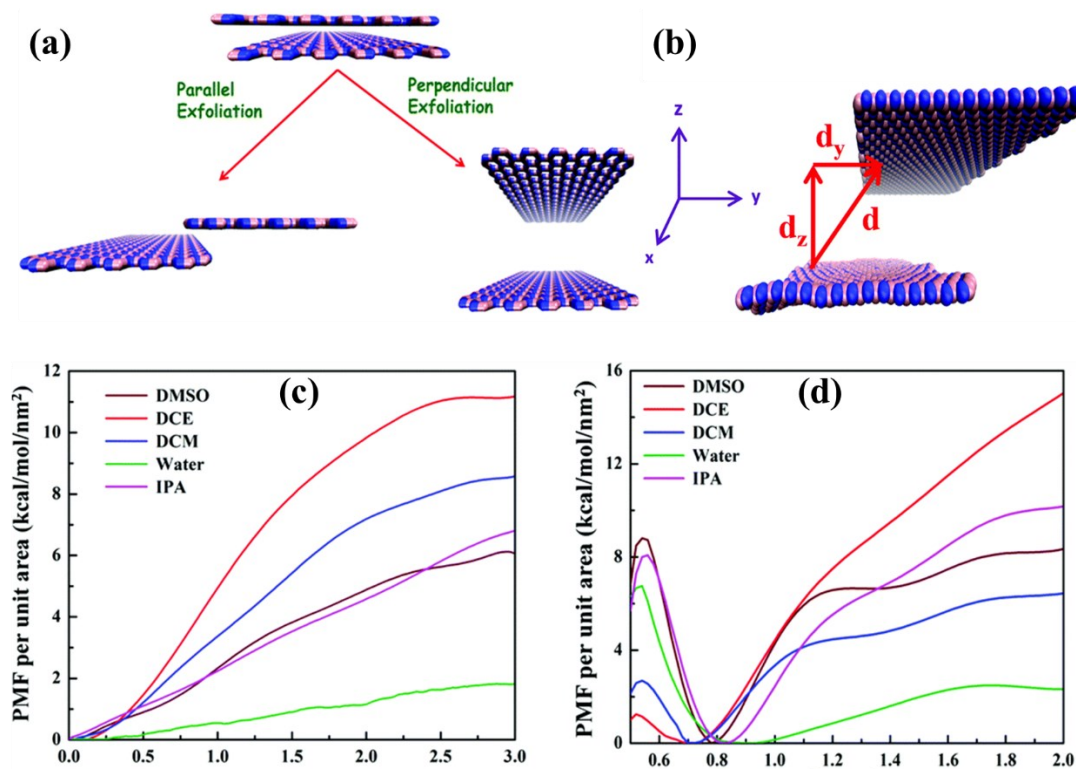 (a)
Parallel
Exfoliation
Perpendicular
Exfoliation
z
y
x
(b)
dy
dz
d
PMF per unit area (kcal/mol/nm²)
12
10
8
6
4
2
0
DMSO
DCE
DCM
Water
IPA
(c)
0.0 0.5 1.0 1.5 2.0 2.5 3.0
PMF per unit area (kcal/mol/nm²)
16
12
8
4
0
DMSO
DCE
DCM
Water
IPA
(d)
0.6 0.8 1.0 1.2 1.4 1.6 1.8 2.0